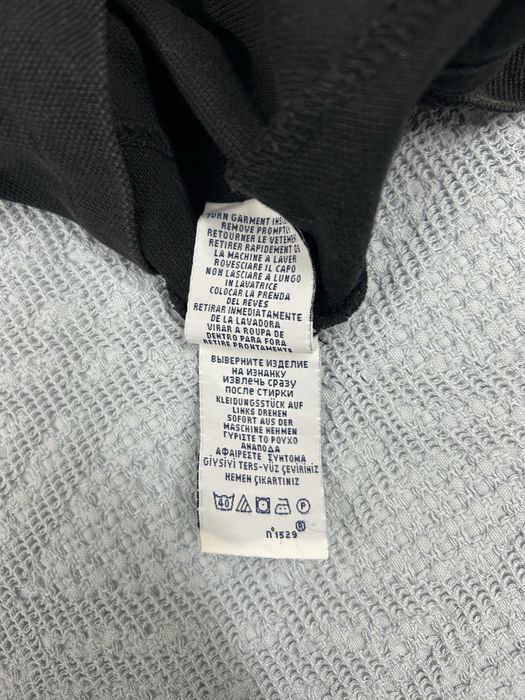 TURN GARMENT
REMOVE PROMPTLY
RETOURNER LE VETEMENT
RETIRER RAPIDEMENT DE
LA MACHINE A LAVER
ROVESCIARE IL CAPO
NON LASCIARE A LUNGO
IN LAVATRICE
COLOCAR LA PRENDA
DEL REVES
RETIRAR INMEDIATAMENTE
DE LA LAVADORA
VIRAR A ROUPA DE
DENTRO PARA FORA
RETIRE PRONTAMENTE
ВЫВЕРНИТЕ ИЗДЕЛИЕ
НА ИЗНАНКУ
ИЗВЛЕЧЬ СРАЗУ
ПОСЛЕ СТИРКИ
KLEIDUNGSSTÜCK AUF
LINKS DREHEN
SOFORT AUS DER
MASCHINE NEHMEN
ΓΥΡΙΣΤΕ ΤΟ ΡΟΥΧΟ
ΑΝΑΠΟΔΑ
ΑΦΑΙΡΕΣΤΕ ΣΥΝΤΟΜΑ
GİYSİYİ TERS-YÜZ ÇEVİRİNİZ
HEMEN ÇIKARTINIZ
40 P
n°1529®